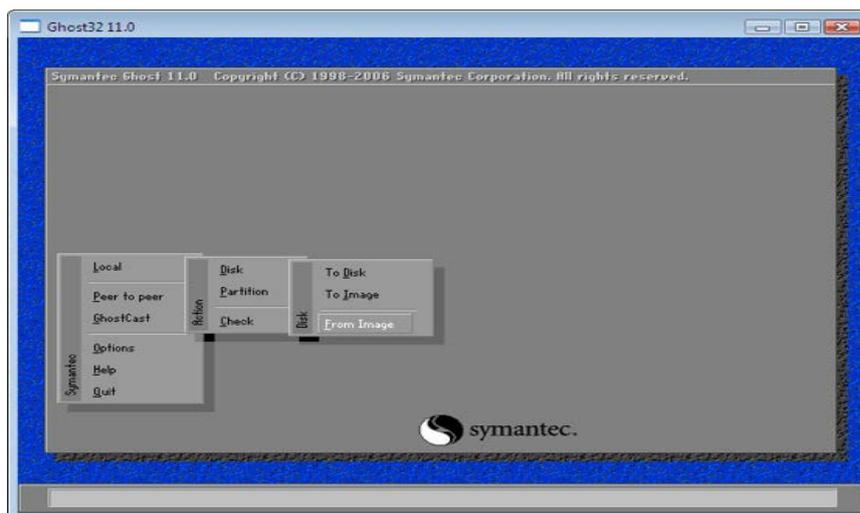 Ghost32 11.0
Symantec Ghost 11.0 Copyright (C) 1998-2006 Symantec Corporation. All rights reserved.
Local
Peer to peer
GhostCast
Options
Help
Quit
Symantec
Disk
Partition
Check
Action
To Disk
To Image
From Image
Disk
symantec.